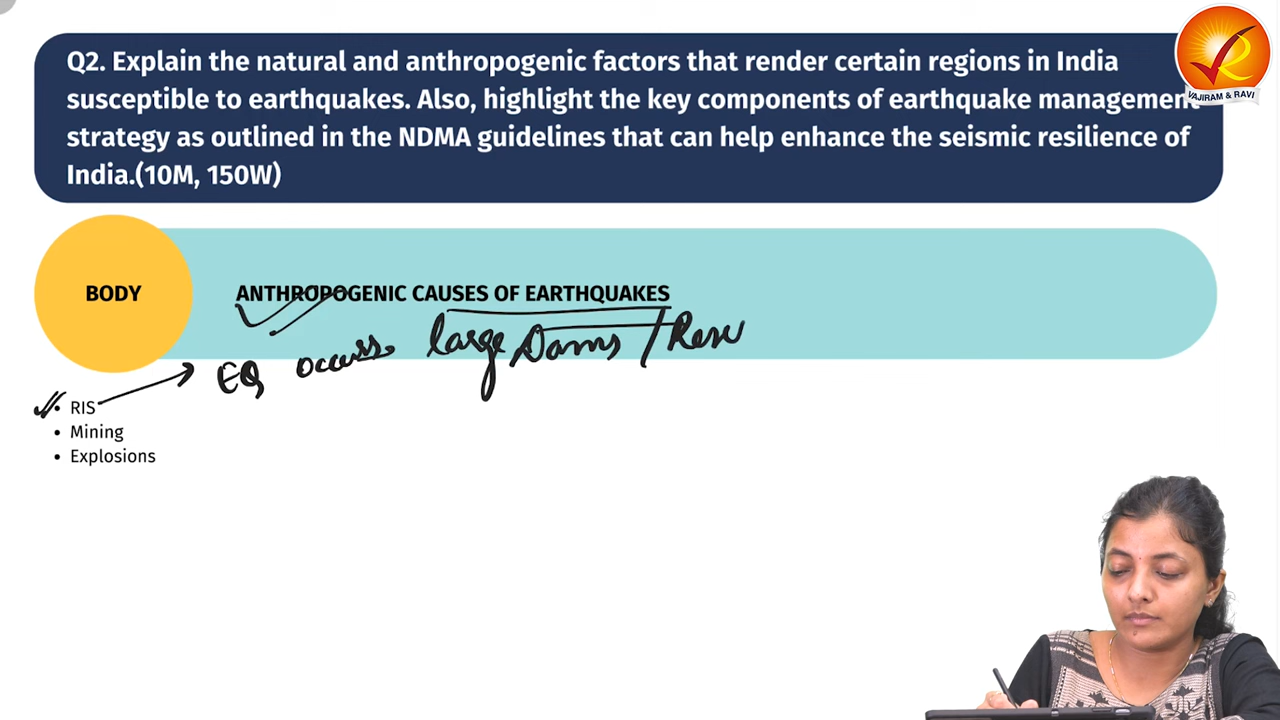 Q2. Explain the natural and anthropogenic factors that render certain regions in India
susceptible to earthquakes. Also, highlight the key components of earthquake management
strategy as outlined in the NDMA guidelines that can help enhance the seismic resilience of
India.(10M, 150W)
VAJIRAM & RAVI
BODY
ANTHROPOGENIC CAUSES OF EARTHQUAKES
EQ occurs large Dams / Rese
• RIS
• Mining
• Explosions